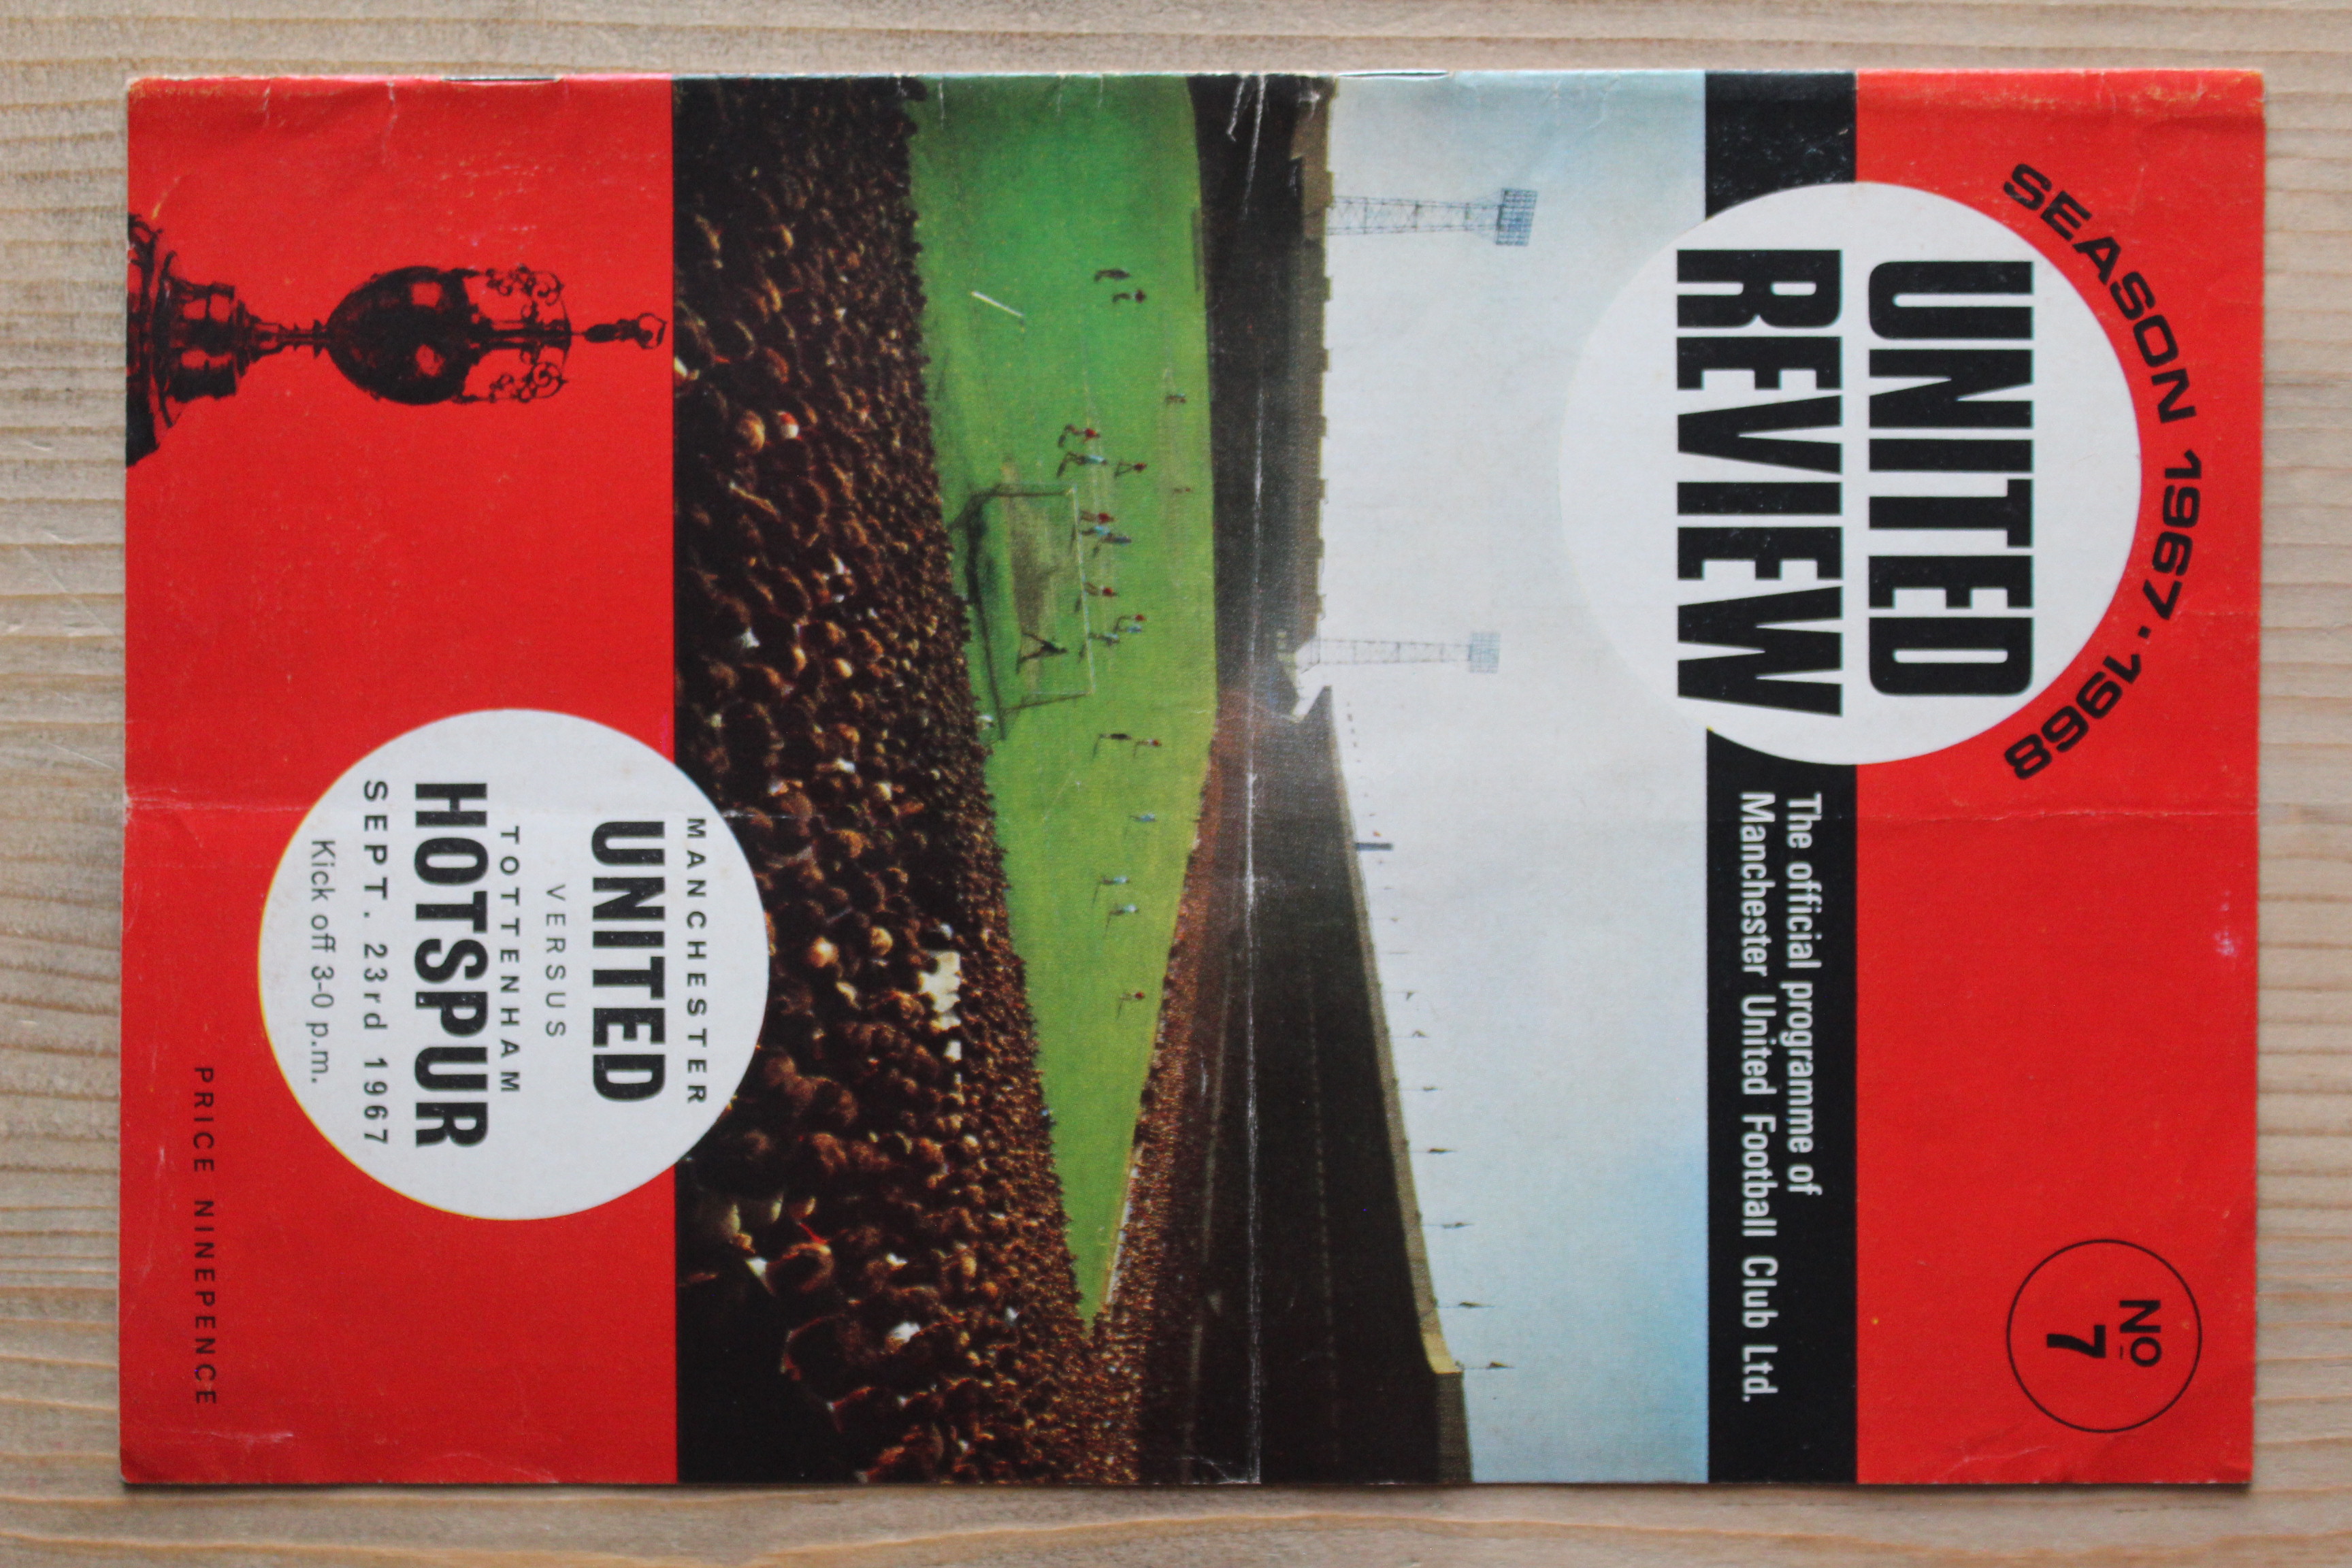 SEASON 1967·1968
No
7
UNITED
REVIEW
The official programme of
Manchester United Football Club Ltd.
MANCHESTER
UNITED
VERSUS
TOTTENHAM
HOTSPUR
SEPT. 23rd 1967
Kick off 3-0 p.m.
PRICE NINEPENCE